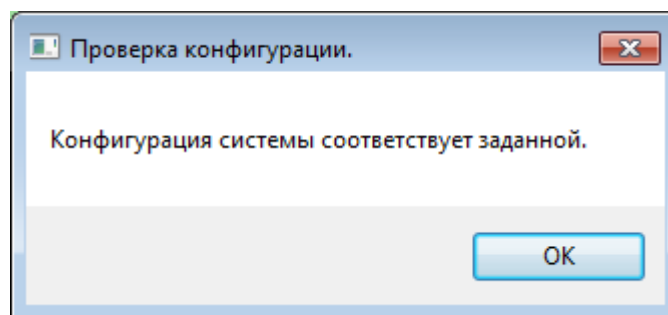 Проверка конфигурации.
Конфигурация системы соответствует заданной.
OK